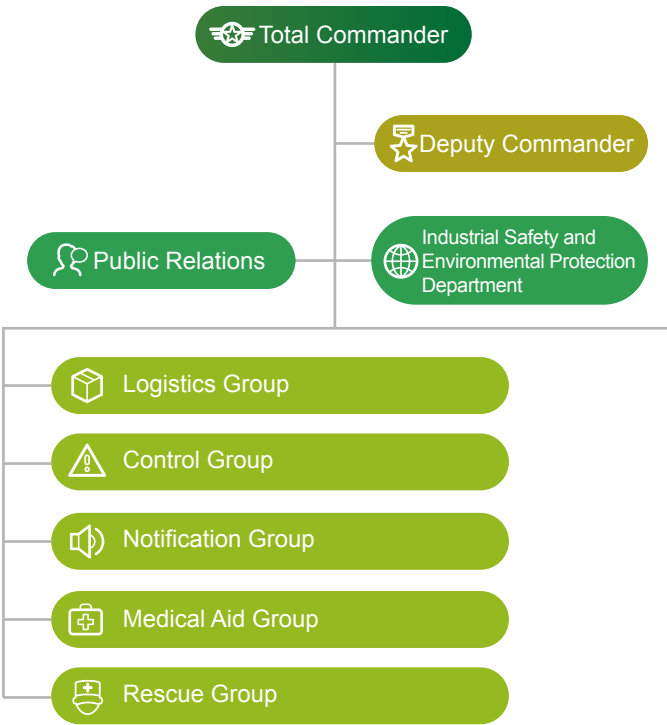 Total Commander
Deputy Commander
Public Relations
Industrial Safety and
Environmental Protection
Department
Logistics Group
Control Group
Notification Group
Medical Aid Group
Rescue Group